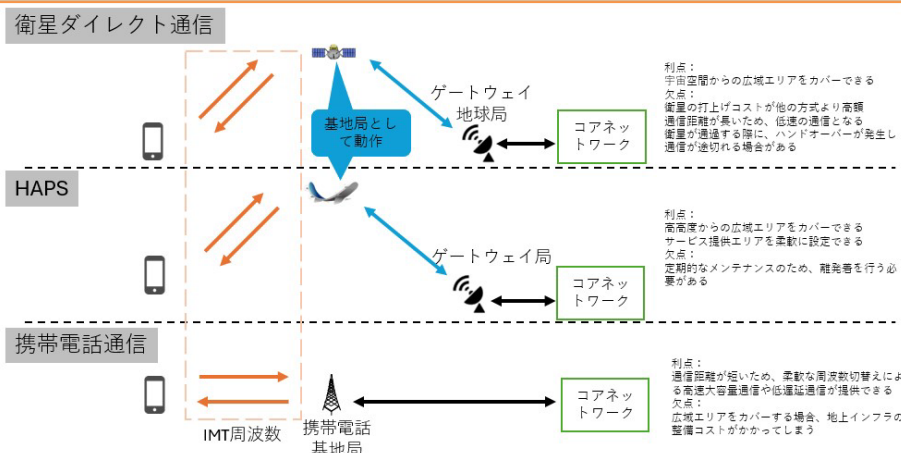 衛星ダイレクト通信
基地局とし
て動作
ゲートウェイ
地球局
コアネッ
トワーク
利点：
宇宙空間からの広域エリアをカバーできる
欠点：
衛星の打上げコストが他の方式より高額
通信距離が長いため、低速の通信となる
衛星が通過する際に、ハンドオーバーが発生し
通信が途切れる場合がある
HAPS
ゲートウェイ局
コアネッ
トワーク
利点：
高高度からの広域エリアをカバーできる
サービス提供エリアを柔軟に設定できる
欠点：
定期的なメンテナンスのため、離発着を行う必
要がある
携帯電話通信
IMT周波数
携帯電話
基地局
コアネッ
トワーク
利点：
通信距離が短いため、柔軟な周波数切替えによ
る高速大容量通信や低遅延通信が提供できる
欠点：
広域エリアをカバーする場合、地上インフラの
整備コストがかかってしまう